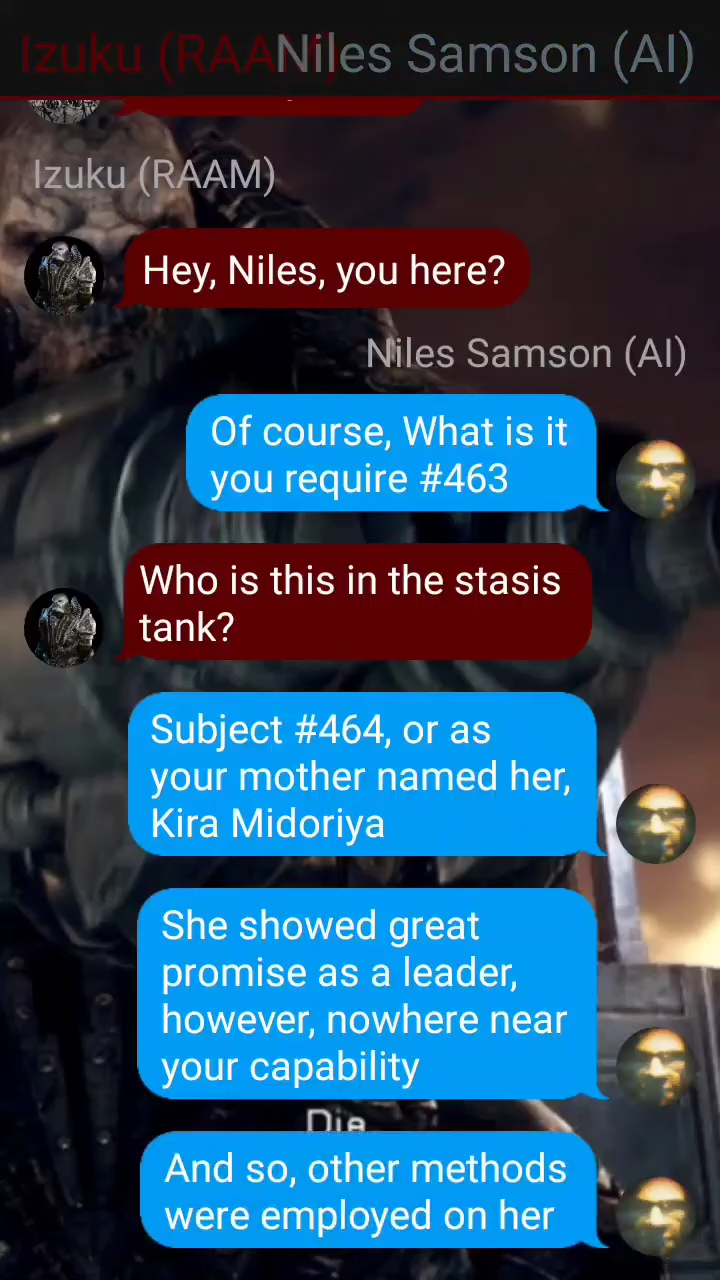 Izuku (RAAM) Niles Samson (AI)
Izuku (RAAM)
Hey, Niles, you here?
Niles Samson (AI)
Of course, What is it
you require #463
Who is this in the stasis
tank?
Subject #464, or as
your mother named her,
Kira Midoriya
She showed great
promise as a leader,
however, nowhere near
your capability
Die
And so, other methods
were employed on her